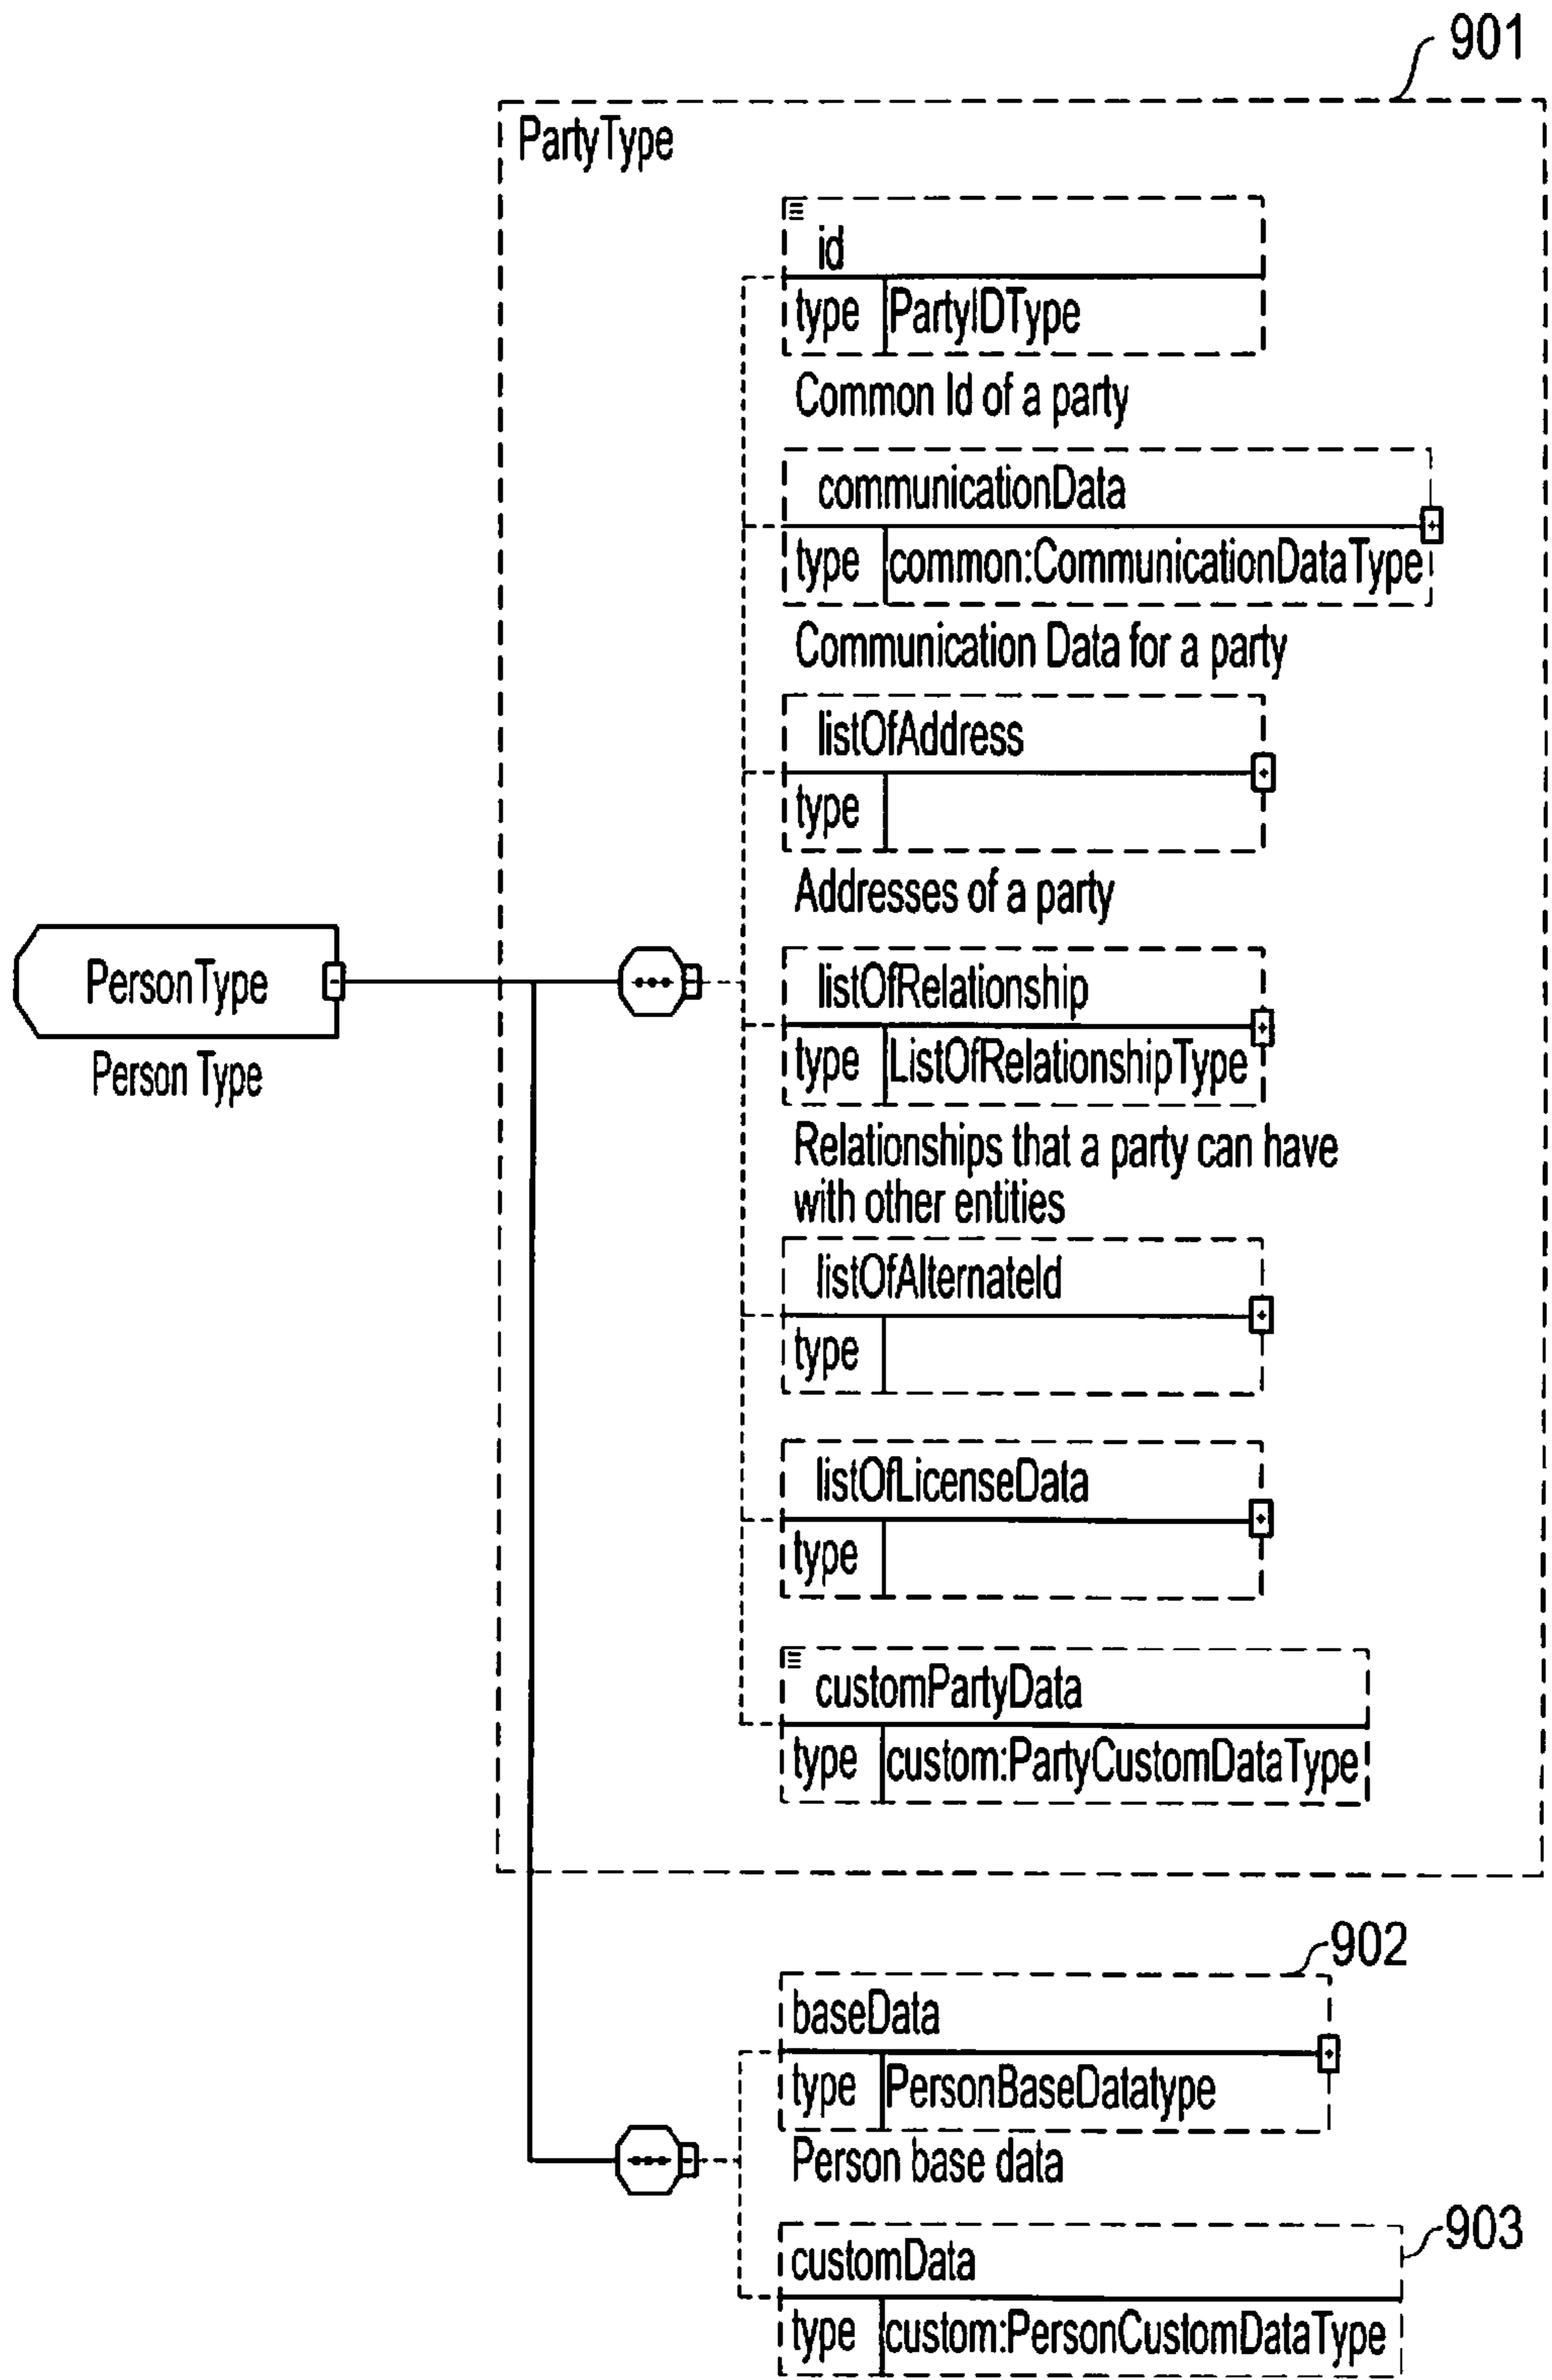 901
PartyType
id
type PartyIDType
Common Id of a party
communicationData
type common:CommunicationDataType
Communication Data for a party
listOfAddress
type
Addresses of a party
PersonType
Person Type
listOfRelationship
type ListOfRelationshipType
Relationships that a party can have
with other entities
listOfAlternateId
type
listOfLicenseData
type
customPartyData
type custom:PartyCustomDataType
902
baseData
type PersonBaseDatatype
Person base data
903
customData
type custom:PersonCustomDataType